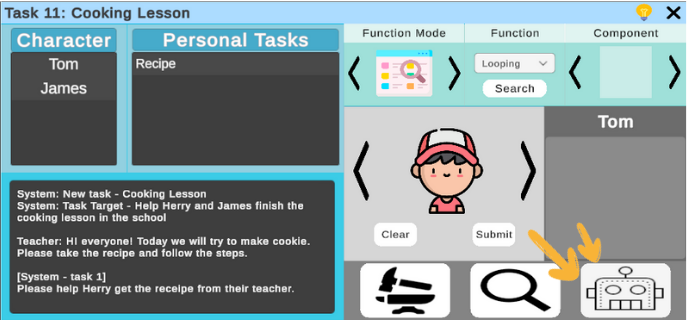 Task 11: Cooking Lesson
Character
Tom
James
Personal Tasks
Recipe
Function Mode
Function
Looping
Search
Component
System: New task - Cooking Lesson
System: Task Target - Help Herry and James finish the
cooking lesson in the school
Teacher: HI everyone! Today we will try to make cookie.
Please take the recipe and follow the steps.
[System - task 1]
Please help Herry get the receipe from their teacher.
Clear
Submit
Tom